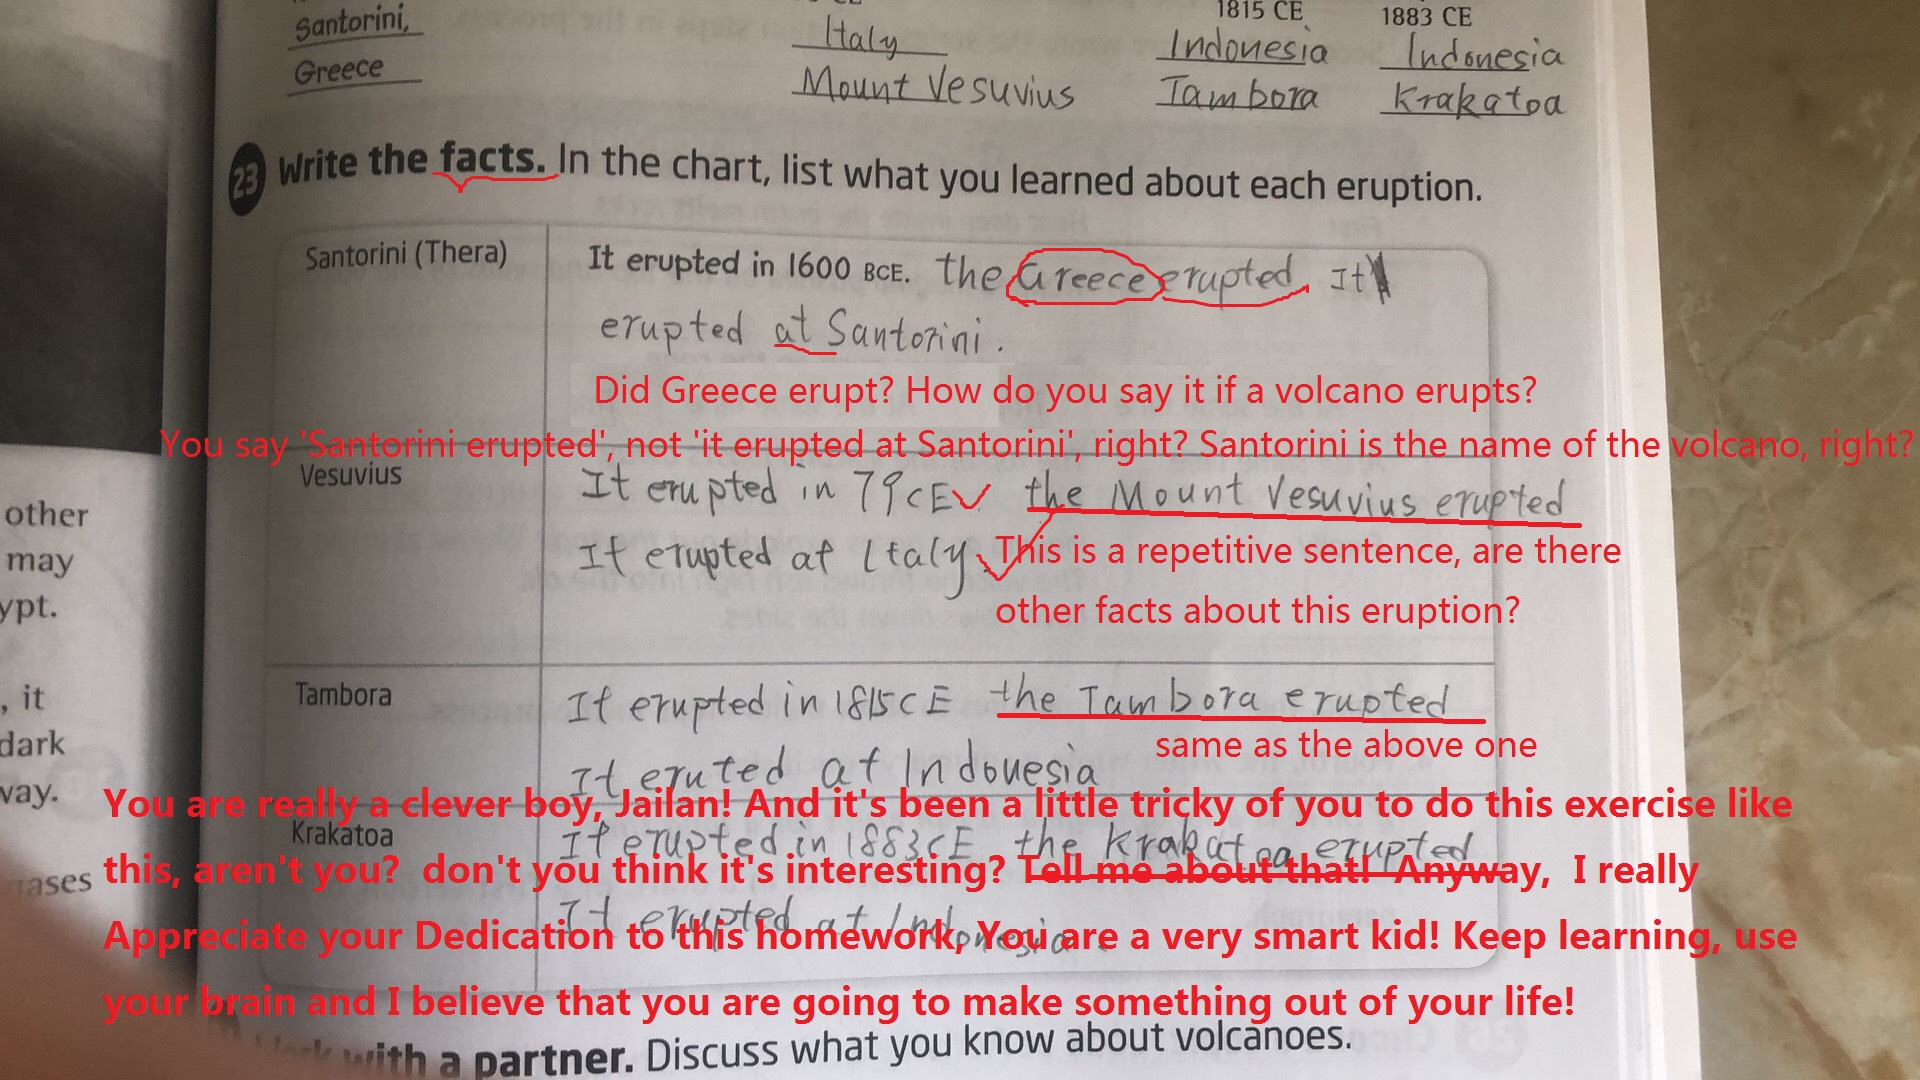 1815 CE
1883 CE
Santorini,
Greece
Italy
Mount Vesuvius
Indonesia
Tambora
Indonesia
Krakatoa
23 Write the facts. In the chart, list what you learned about each eruption.
Santorini (Thera)
It erupted in 1600 BCE. the Greece erupted. It
erupted at Santorini.
Did Greece erupt? How do you say it if a volcano erupts?
You say 'Santorini erupted', not 'it erupted at Santorini', right? Santorini is the name of the volcano, right?
Vesuvius
It erupted in 79 CE the Mount Vesuvius erupted
It erupted at Italy.
This is a repetitive sentence, are there
other facts about this eruption?
Tambora
It erupted in 1815 CE the Tambora erupted
same as the above one
It eruted at Indouesia
You are really a clever boy, Jailan! And it's been a little tricky of you to do this exercise like
Krakatoa
It erupted in 1883 CE the Krabatoa erupted
this, aren't you? don't you think it's interesting? Tell me about that! Anyway, I really
It erupted at Indonesia.
Appreciate your Dedication to this homework, You are a very smart kid! Keep learning, use
your brain and I believe that you are going to make something out of your life!
with a partner. Discuss what you know about volcanoes.
other
may
ypt.
, it
dark
way.
gases